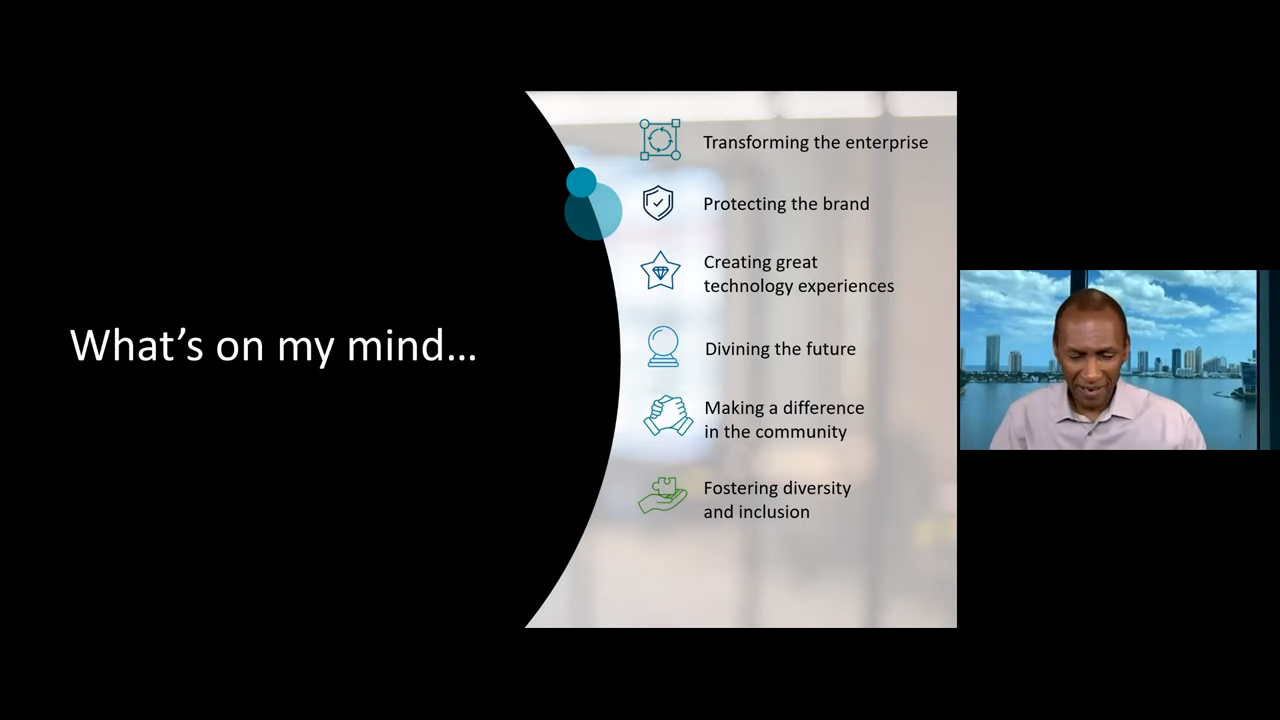 What’s on my mind…
Transforming the enterprise
Protecting the brand
Creating great
technology experiences
Divining the future
Making a difference
in the community
Fostering diversity
and inclusion